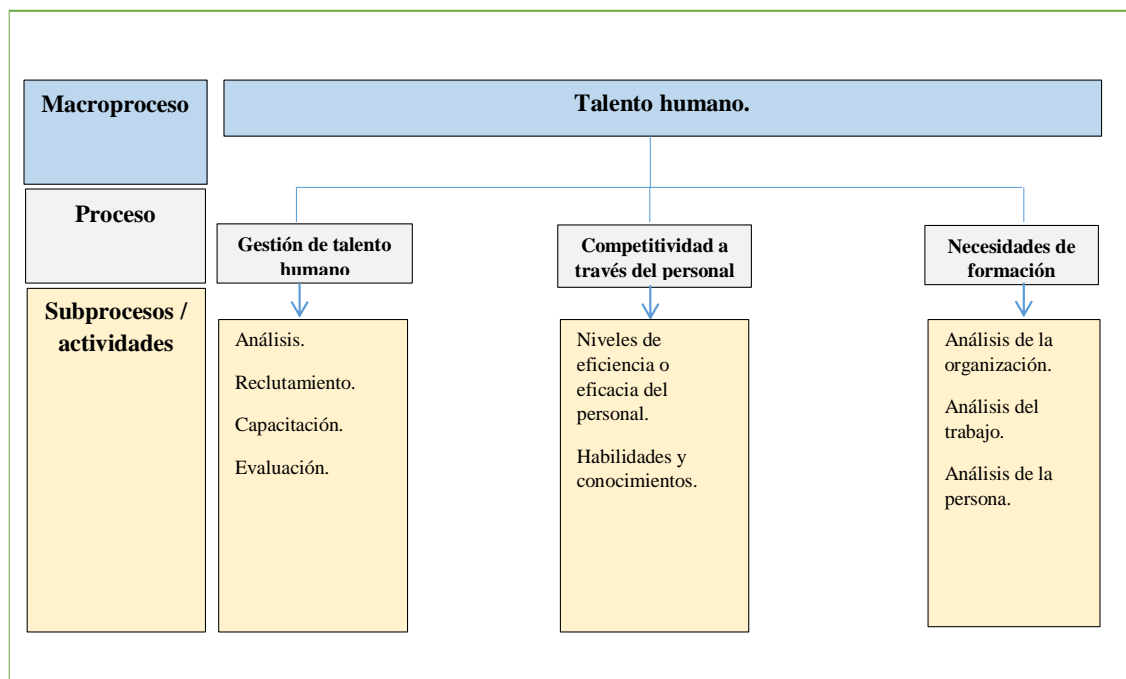 Macroproceso
Talento humano.
Proceso
Gestión de talento
humano
Competitividad a
través del personal
Necesidades de
formación
Subprocesos /
actividades
Análisis.
Reclutamiento.
Capacitación.
Evaluación.
Niveles de
eficiencia o
eficacia del
personal.
Habilidades y
conocimientos.
Análisis de la
organización.
Análisis del
trabajo.
Análisis de la
persona.